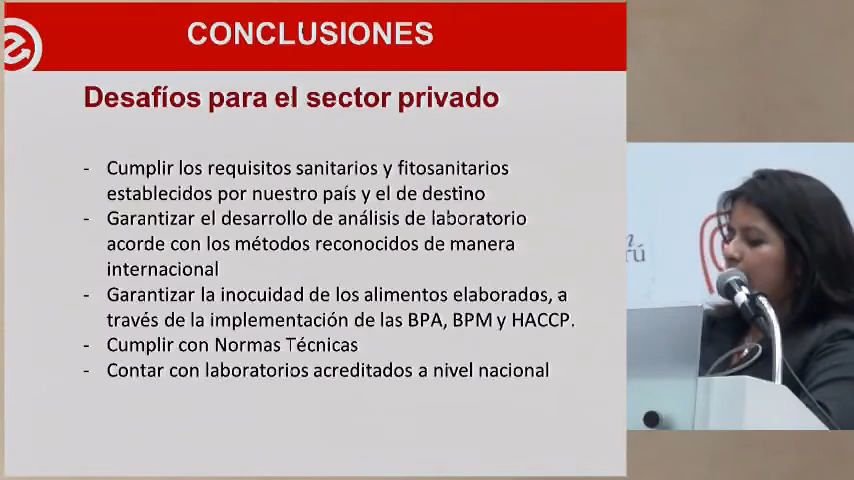 CONCLUSIONES
Desafíos para el sector privado
- Cumplir los requisitos sanitarios y fitosanitarios
establecidos por nuestro país y el de destino
- Garantizar el desarrollo de análisis de laboratorio
acorde con los métodos reconocidos de manera
internacional
- Garantizar la inocuidad de los alimentos elaborados, a
través de la implementación de las BPA, BPM y HACCP.
- Cumplir con Normas Técnicas
- Contar con laboratorios acreditados a nivel nacional